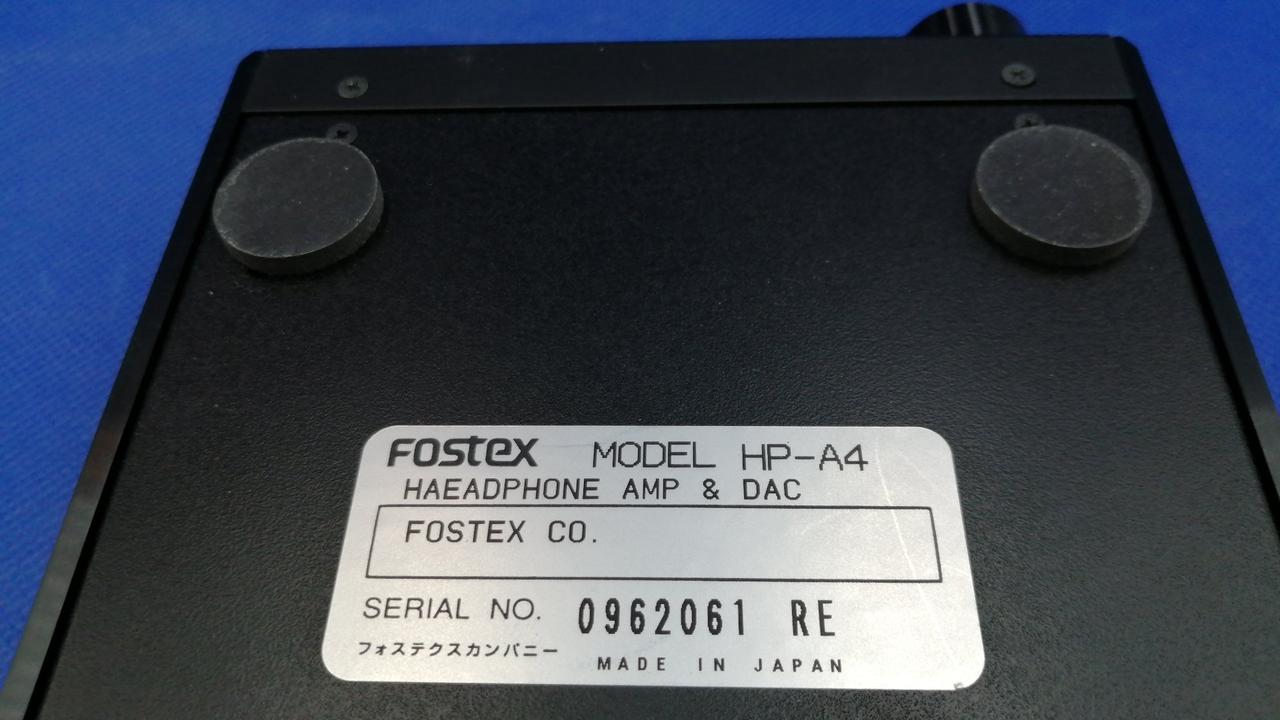 FOSTEX MODEL HP-A4
HAEADPHONE AMP & DAC
FOSTEX CO.
SERIAL NO. 0962061 RE
フォステクスカンパニー
MADE IN JAPAN